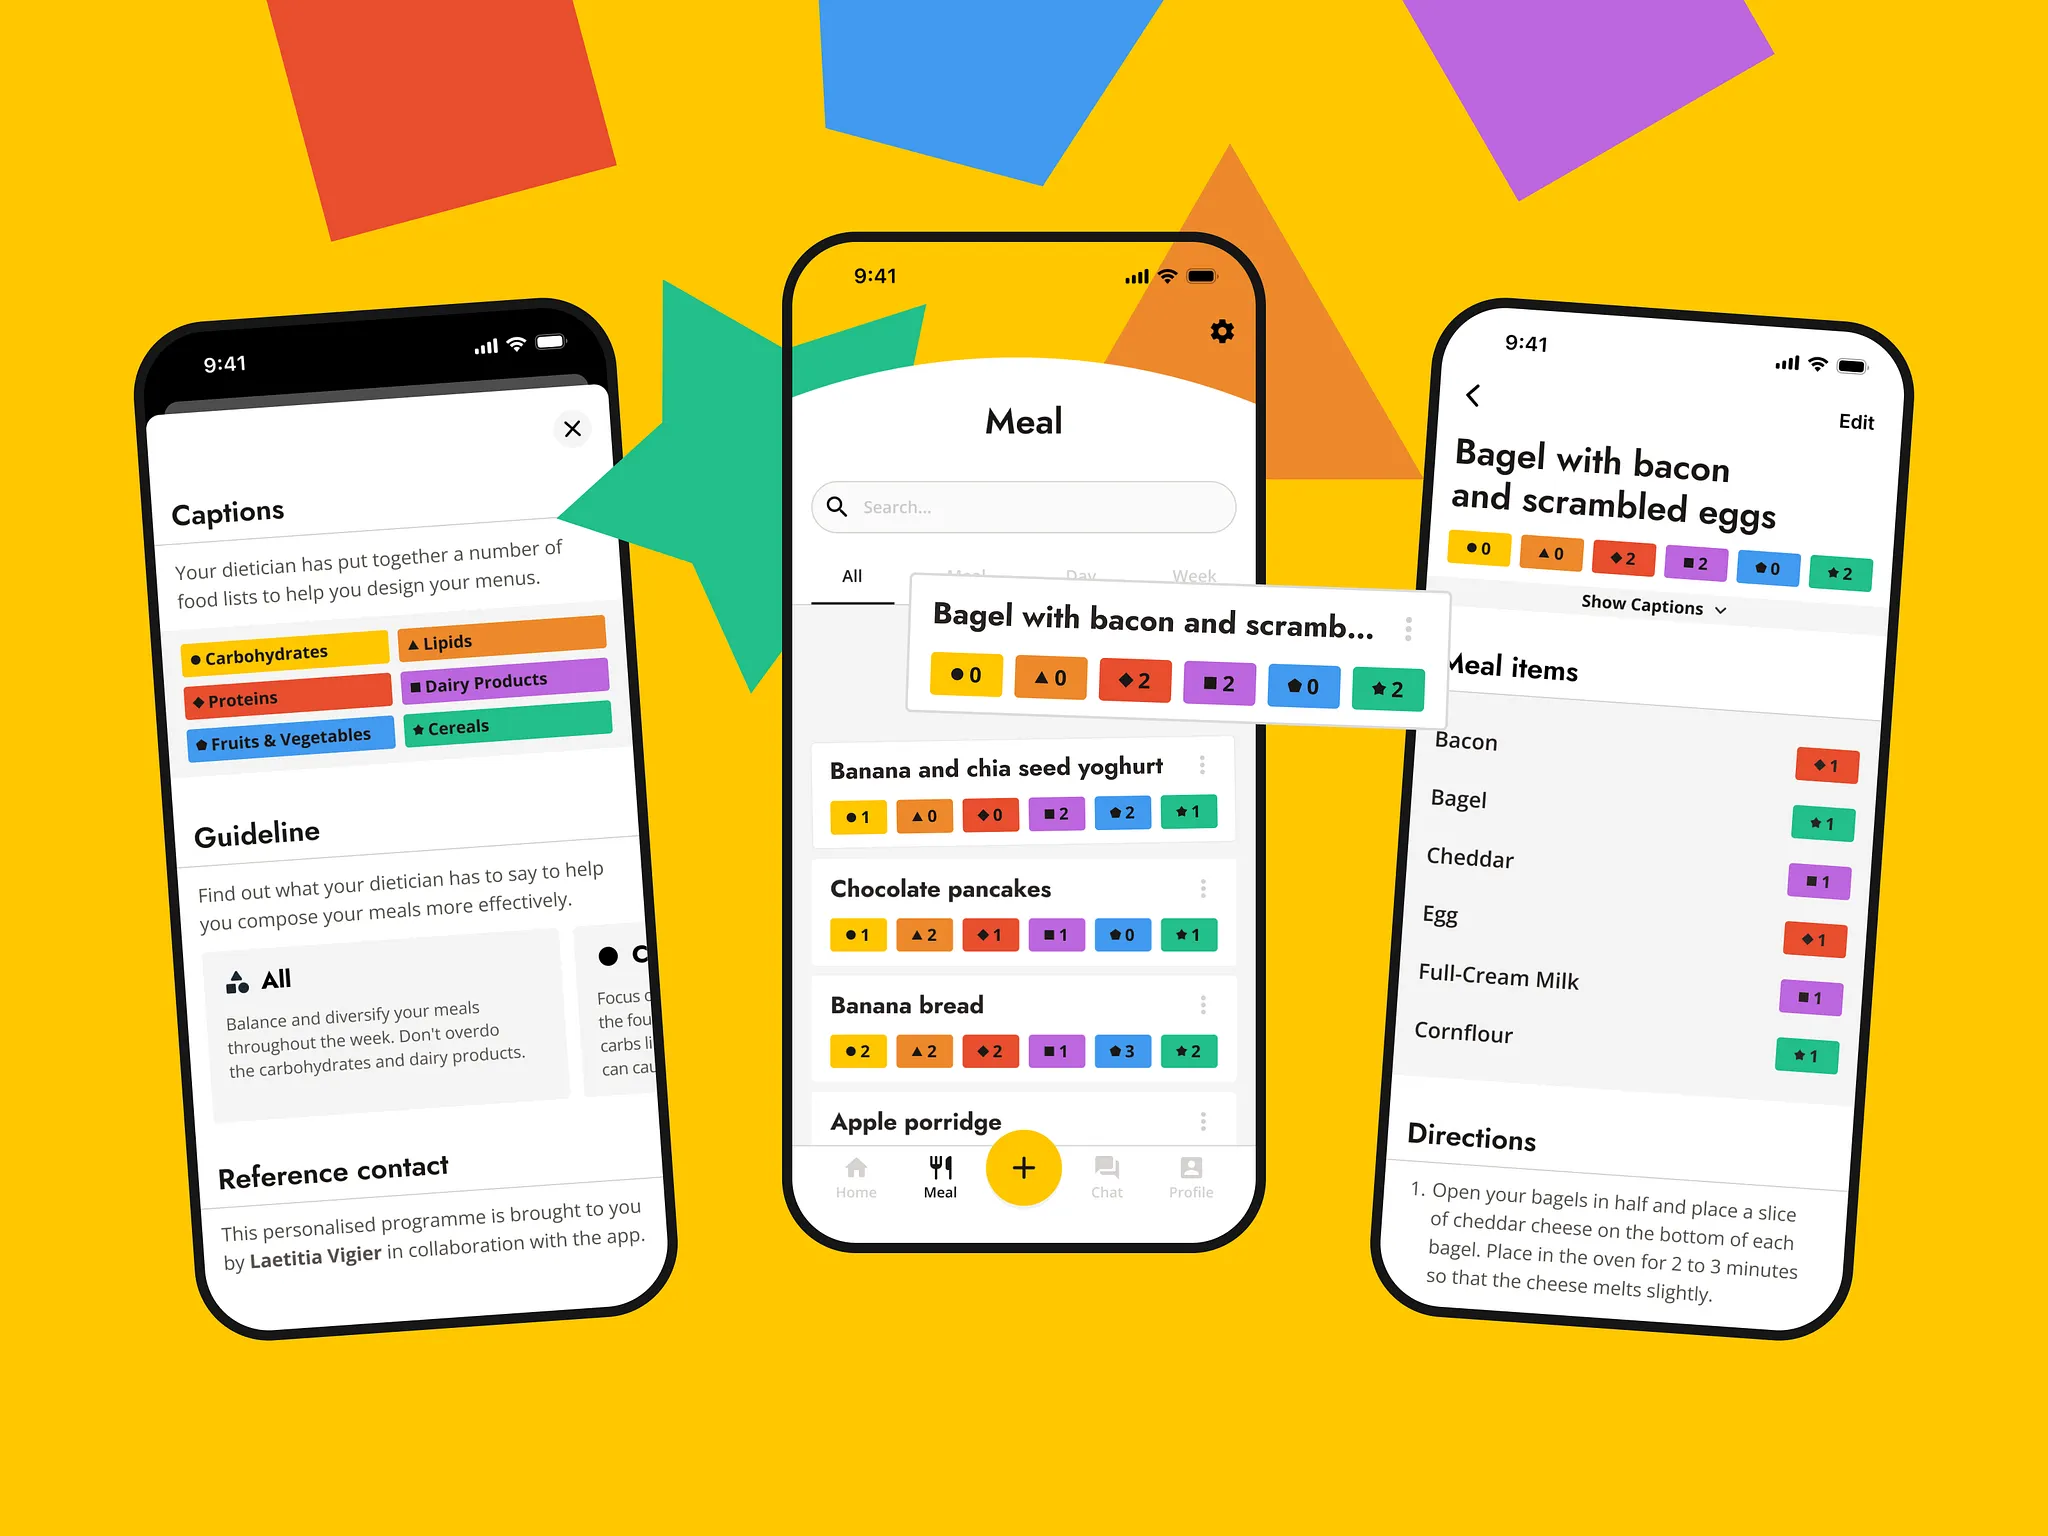 9:41
Captions
Your dietician has put together a number of
food lists to help you design your menus.
Carbohydrates
Lipids
Proteins
Dairy Products
Fruits & Vegetables
Cereals
Guideline
Find out what your dietician has to say to help
you compose your meals more effectively.
All
Balance and diversify your meals
throughout the week. Don't overdo
the carbohydrates and dairy products.
C
Focus
the fou
carbs li
can cau
Reference contact
This personalised programme is brought to you
by Laetitia Vigier in collaboration with the app.
9:41
Meal
Search...
All
Meal
Day
Week
Bagel with bacon and scramb...
0 0 2 2 0 2
Banana and chia seed yoghurt
1 0 0 2 2 1
Chocolate pancakes
1 2 1 1 0 1
Banana bread
2 2 2 1 3 2
Apple porridge
Home
Meal
+
Chat
Profile
9:41
Edit
Bagel with bacon
and scrambled eggs
0 0 2 2 0 2
Show Captions
Meal items
Bacon 1
Bagel 1
Cheddar 1
Egg 1
Full-Cream Milk 1
Cornflour 1
Directions
1. Open your bagels in half and place a slice
of cheddar cheese on the bottom of each
bagel. Place in the oven for 2 to 3 minutes
so that the cheese melts slightly.